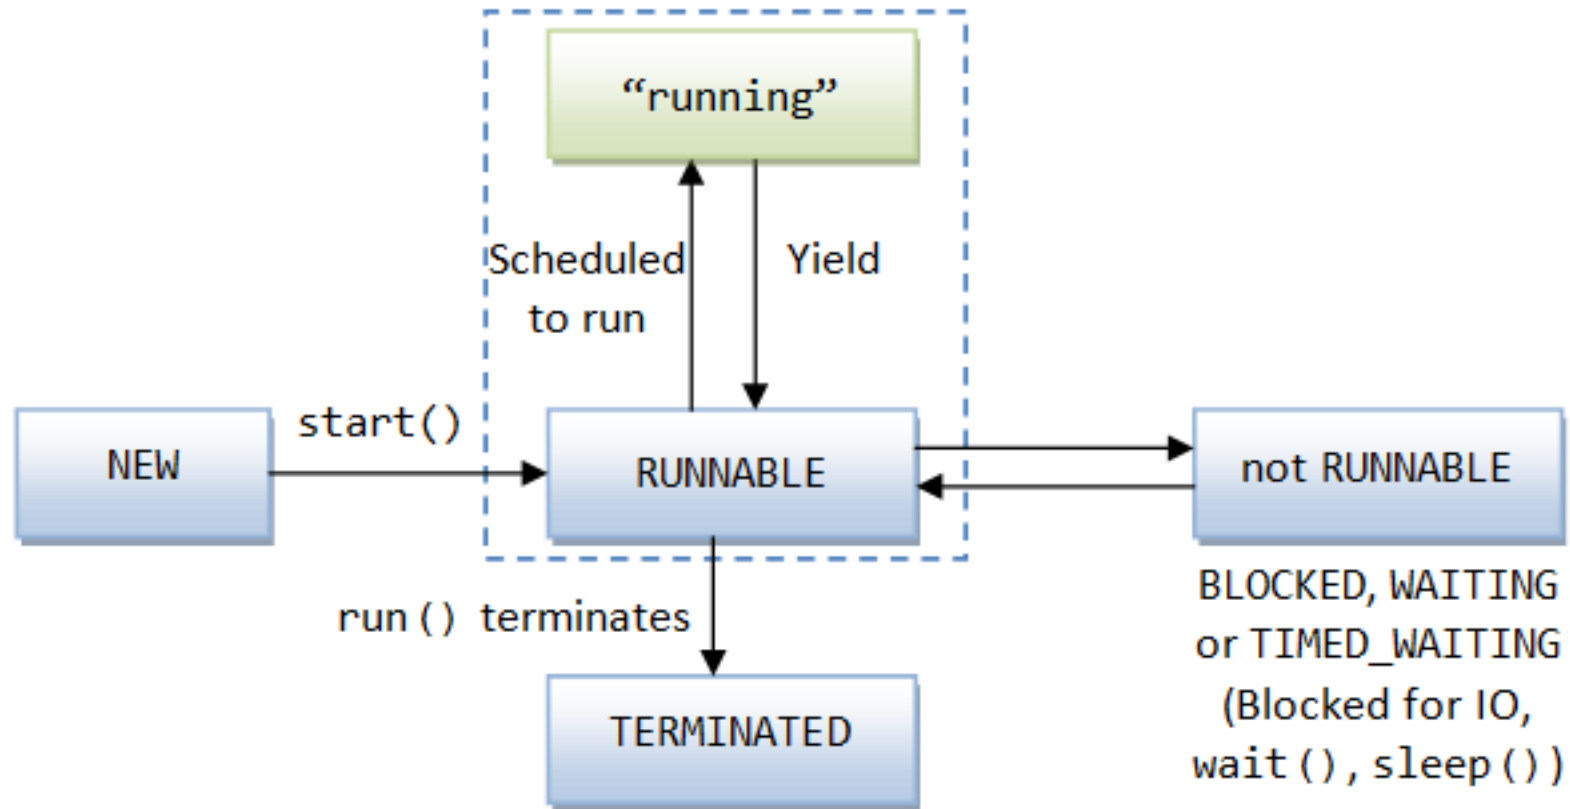 “running”
Scheduled
to run
Yield
NEW
start()
RUNNABLE
not RUNNABLE
run() terminates
TERMINATED
BLOCKED, WAITING
or TIMED_WAITING
(Blocked for IO,
wait(), sleep())